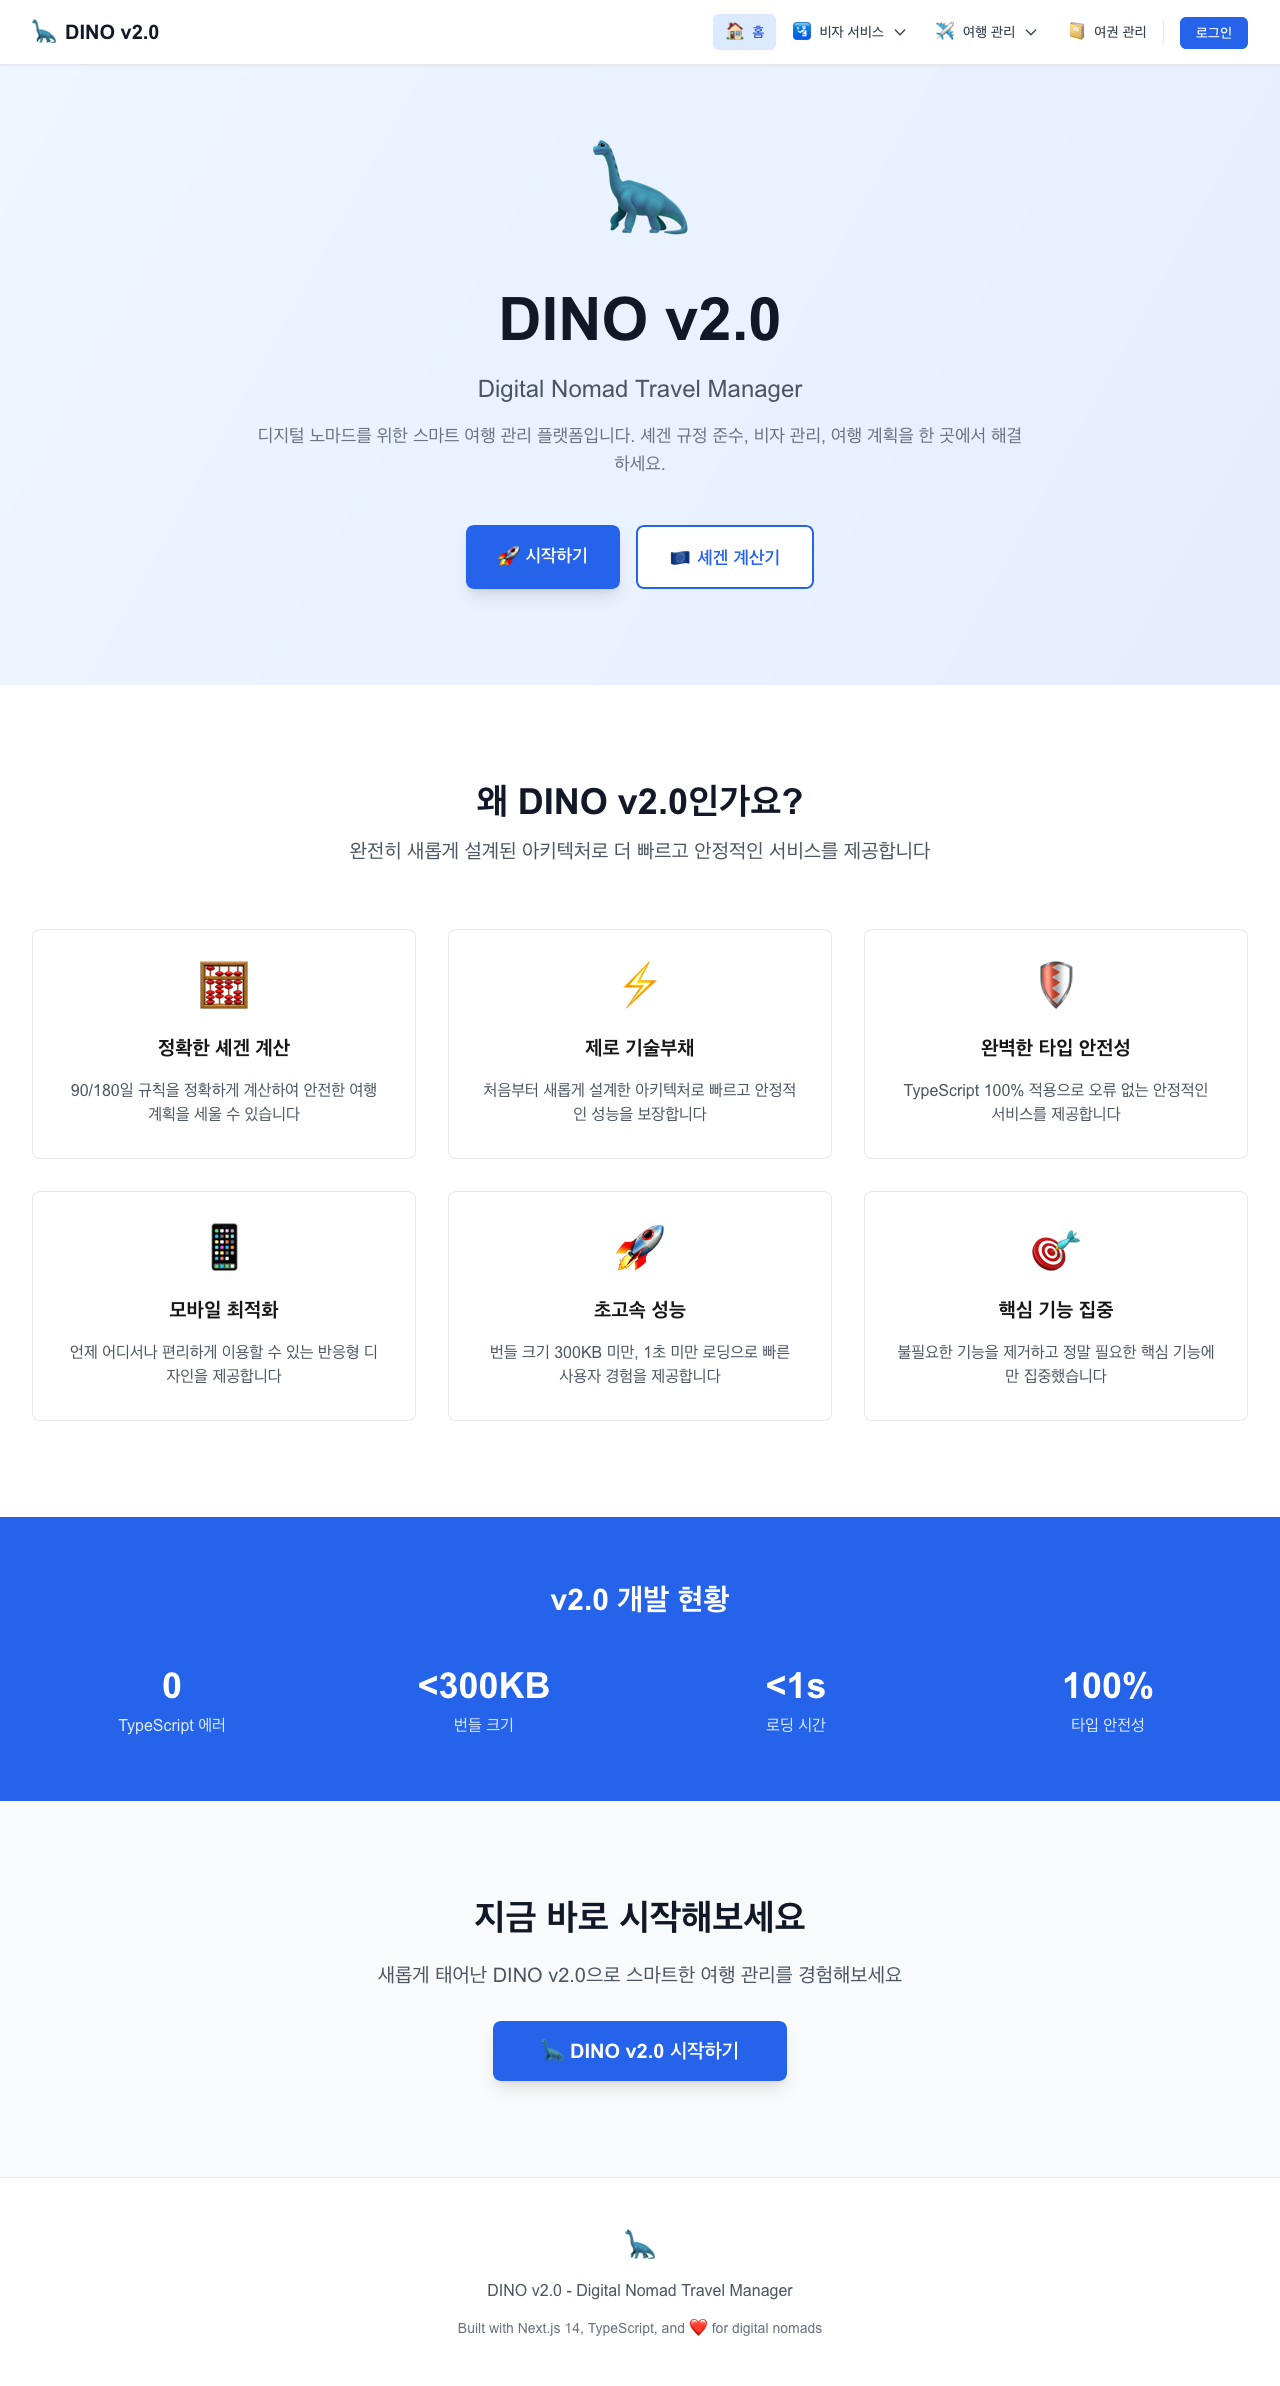 DINO v2.0
홈
비자 서비스
여행 관리
여권 관리
로그인
DINO v2.0
Digital Nomad Travel Manager
디지털 노마드를 위한 스마트 여행 관리 플랫폼입니다. 셰겐 규정 준수, 비자 관리, 여행 계획을 한 곳에서 해결
하세요.
🚀 시작하기
🇪🇺 셰겐 계산기
왜 DINO v2.0인가요?
완전히 새롭게 설계된 아키텍처로 더 빠르고 안정적인 서비스를 제공합니다
정확한 셰겐 계산
90/180일 규칙을 정확하게 계산하여 안전한 여행
계획을 세울 수 있습니다
제로 기술부채
처음부터 새롭게 설계한 아키텍처로 빠르고 안정적
인 성능을 보장합니다
완벽한 타입 안전성
TypeScript 100% 적용으로 오류 없는 안정적인
서비스를 제공합니다
모바일 최적화
언제 어디서나 편리하게 이용할 수 있는 반응형 디
자인을 제공합니다
초고속 성능
번들 크기 300KB 미만, 1초 미만 로딩으로 빠른
사용자 경험을 제공합니다
핵심 기능 집중
불필요한 기능을 제거하고 정말 필요한 핵심 기능에
만 집중했습니다
v2.0 개발 현황
0
TypeScript 에러
<300KB
번들 크기
<1s
로딩 시간
100%
타입 안전성
지금 바로 시작해보세요
새롭게 태어난 DINO v2.0으로 스마트한 여행 관리를 경험해보세요
🦕 DINO v2.0 시작하기
DINO v2.0 - Digital Nomad Travel Manager
Built with Next.js 14, TypeScript, and ❤️ for digital nomads